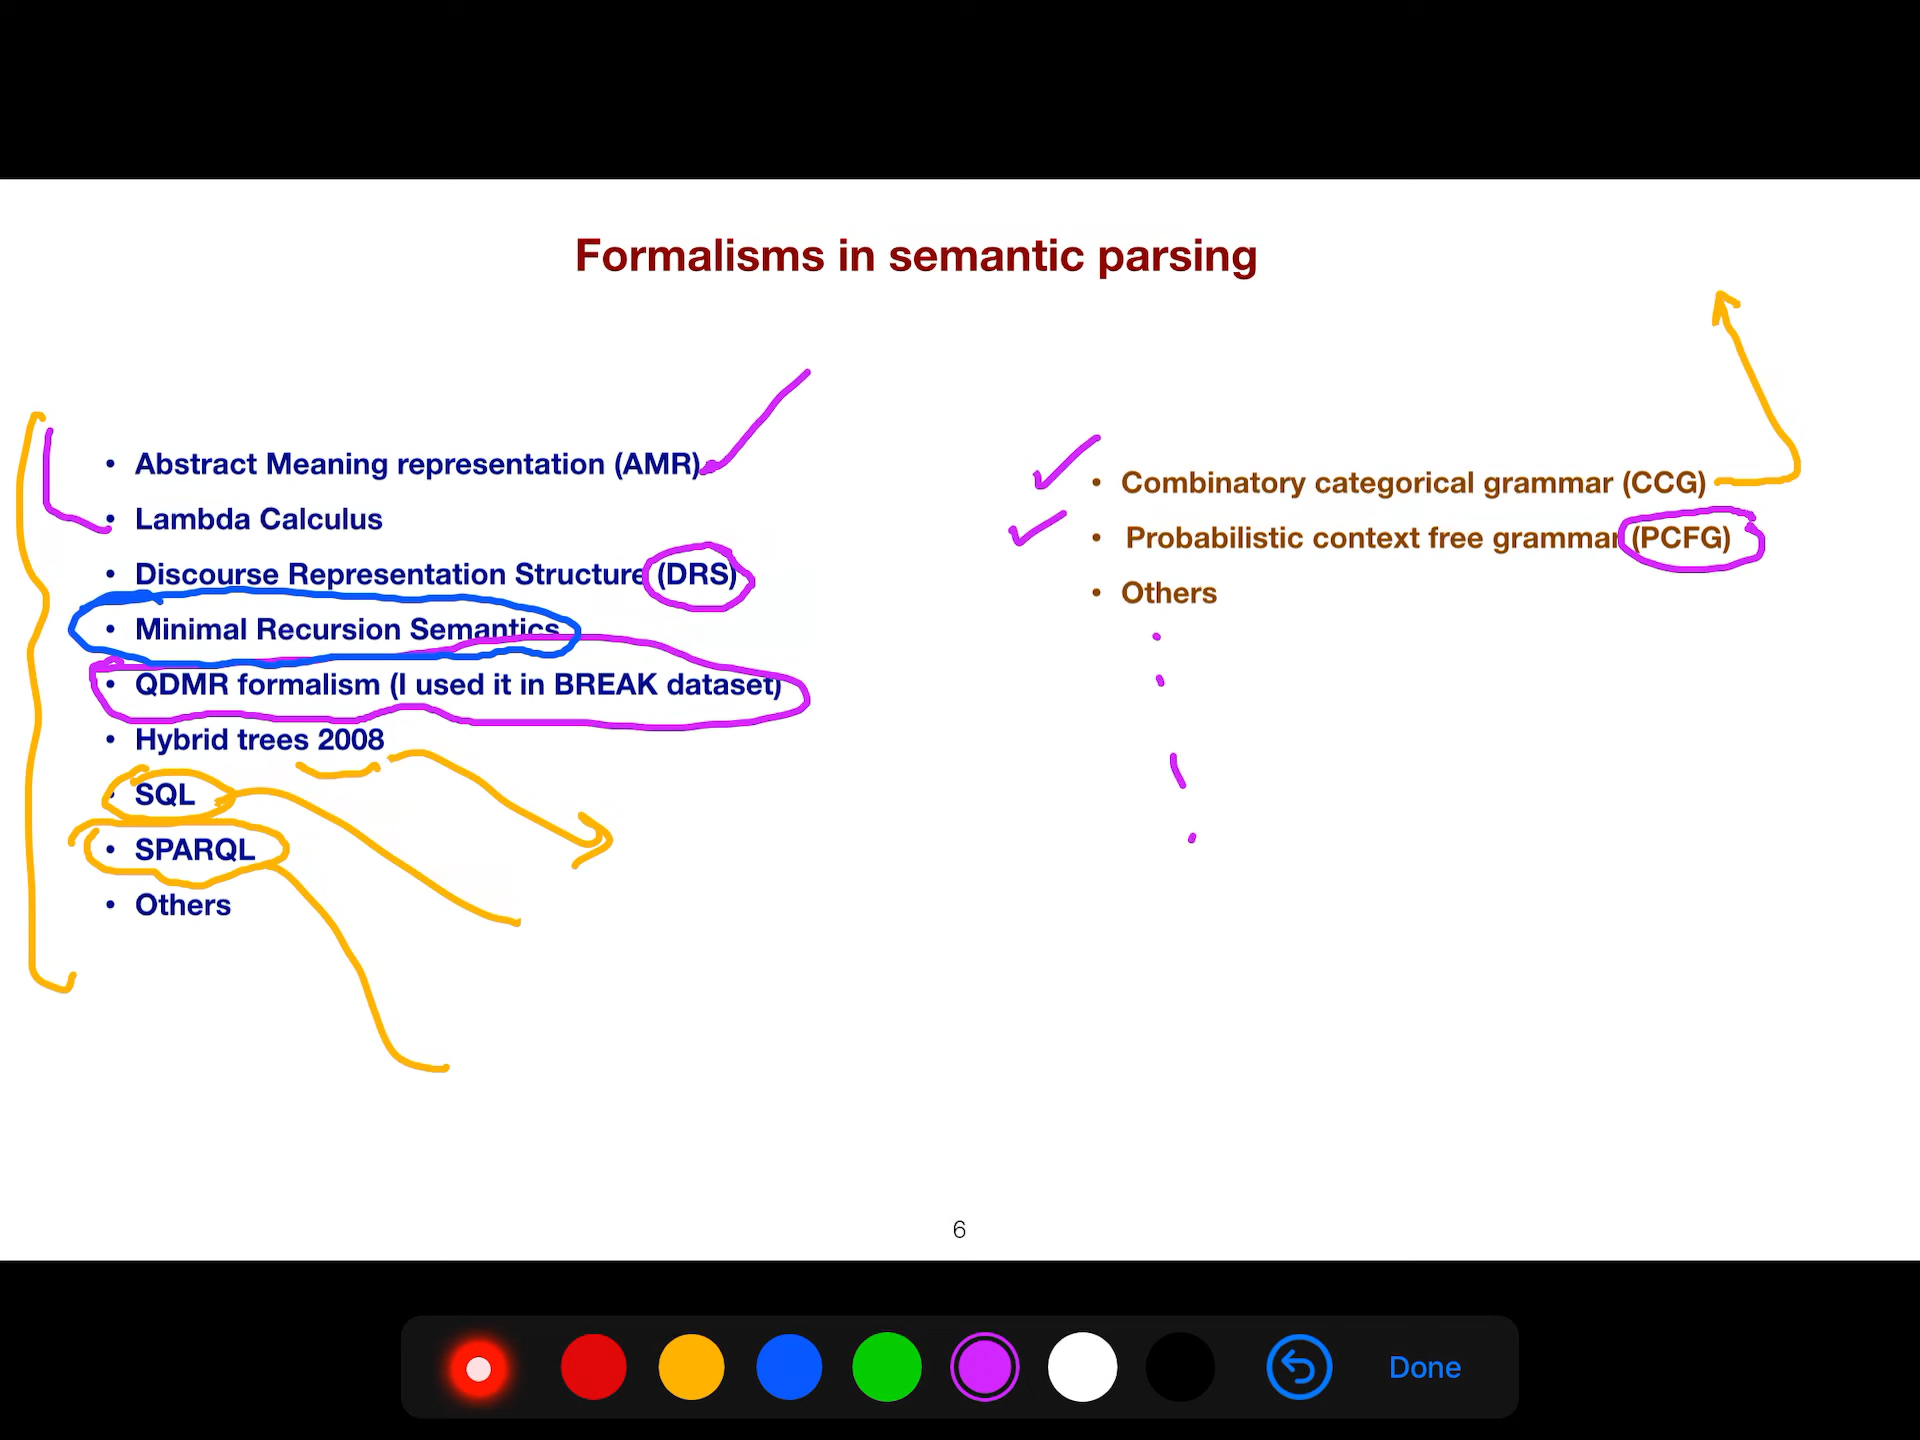 Formalisms in semantic parsing
• Abstract Meaning representation (AMR)
• Lambda Calculus
• Discourse Representation Structure (DRS)
• Minimal Recursion Semantics
• QDMR formalism (I used it in BREAK dataset)
• Hybrid trees 2008
• SQL
• SPARQL
• Others
• Combinatory categorical grammar (CCG)
• Probabilistic context free grammar (PCFG)
• Others
6
Done